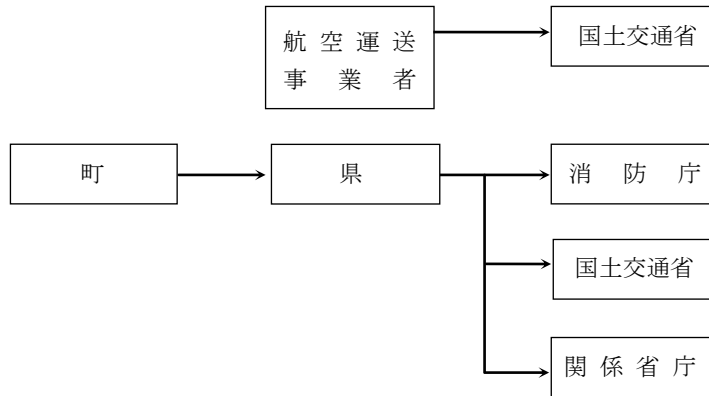 航空運送
事業者
国土交通省
町
県
消防庁
国土交通省
関係省庁